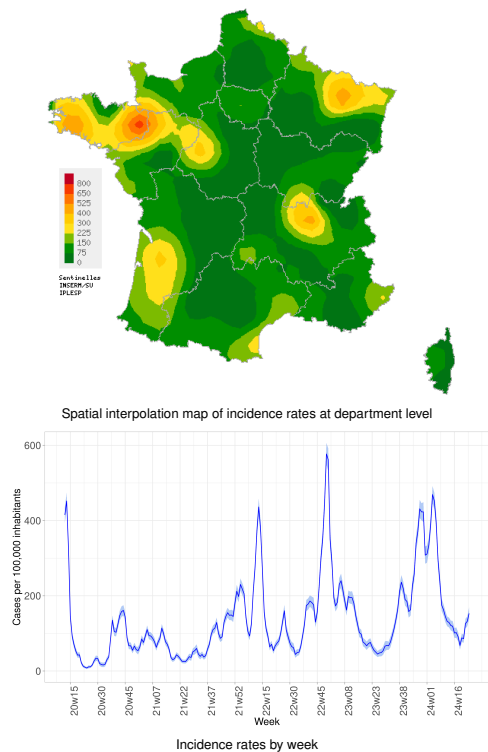 800
650
525
400
300
225
150
75
0
Sentinelles
INSERM/SU
IPLESP
Spatial interpolation map of incidence rates at department level
Cases per 100,000 inhabitants
600
400
200
0
20w15
20w30
20w45
21w07
21w22
21w37
21w52
22w15
22w30
22w45
23w08
23w23
23w38
24w01
24w16
Week
Incidence rates by week